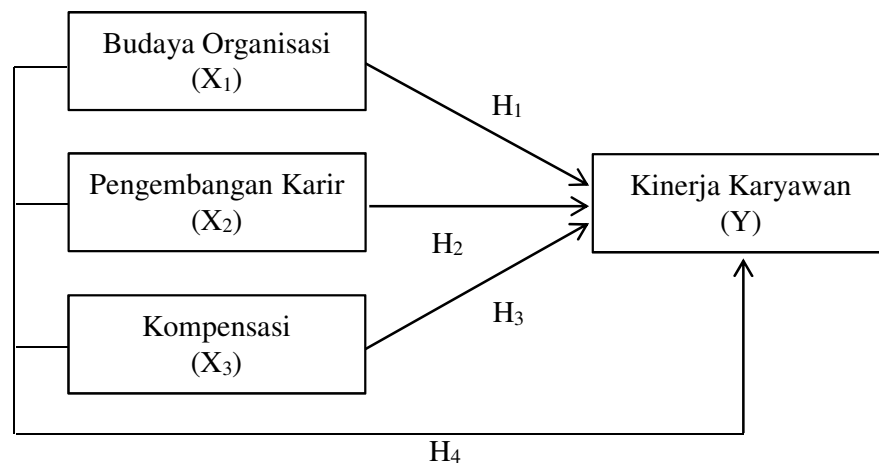 Budaya Organisasi
(X₁)
H₁
Pengembangan Karir
(X₂)
Kinerja Karyawan
(Y)
H₂
Kompensasi
(X₃)
H₃
H₄